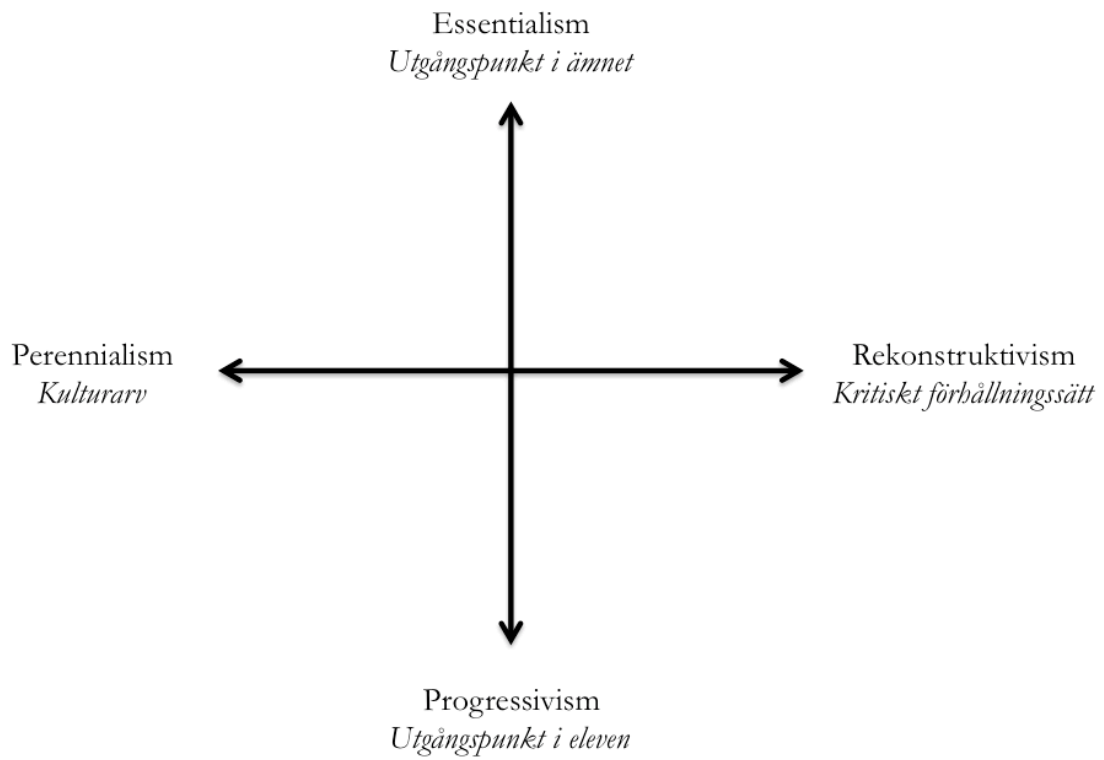 Essentialism
Utgångspunkt i ämnet
Perennialism
Kulturarv
Rekonstruktivism
Kritiskt förhållningssätt
Progressivism
Utgångspunkt i eleven